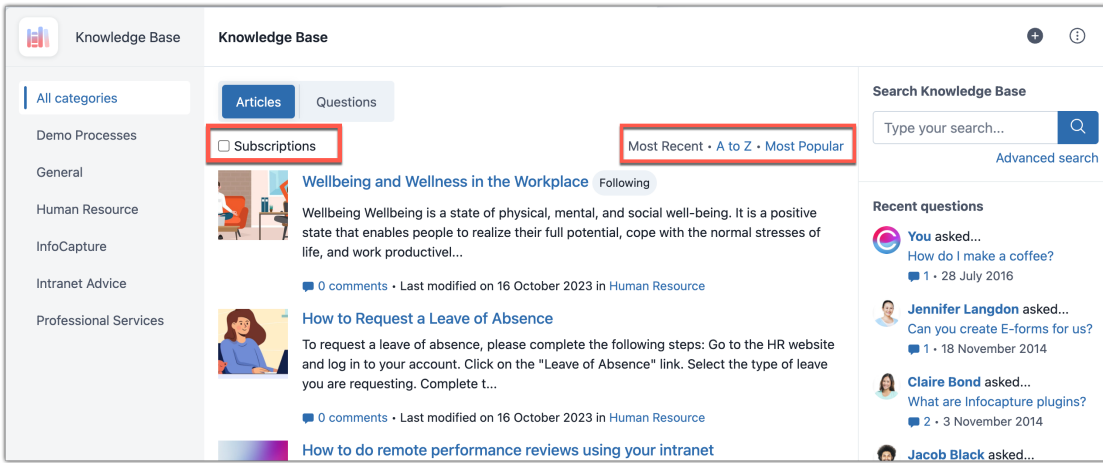 Knowledge Base
Knowledge Base
All categories
Demo Processes
General
Human Resource
InfoCapture
Intranet Advice
Professional Services
Articles
Questions
Subscriptions
Most Recent • A to Z • Most Popular
Wellbeing and Wellness in the Workplace Following
Wellbeing Wellbeing is a state of physical, mental, and social well-being. It is a positive
state that enables people to realize their full potential, cope with the normal stresses of
life, and work productivel...
0 comments • Last modified on 16 October 2023 in Human Resource
How to Request a Leave of Absence
To request a leave of absence, please complete the following steps: Go to the HR website
and log in to your account. Click on the "Leave of Absence" link. Select the type of leave
you are requesting. Complete t...
0 comments • Last modified on 16 October 2023 in Human Resource
How to do remote performance reviews using your intranet
Search Knowledge Base
Type your search...
Advanced search
Recent questions
You asked...
How do I make a coffee?
1 • 28 July 2016
Jennifer Langdon asked...
Can you create E-forms for us?
1 • 18 November 2014
Claire Bond asked...
What are Infocapture plugins?
2 • 3 November 2014
Jacob Black asked...